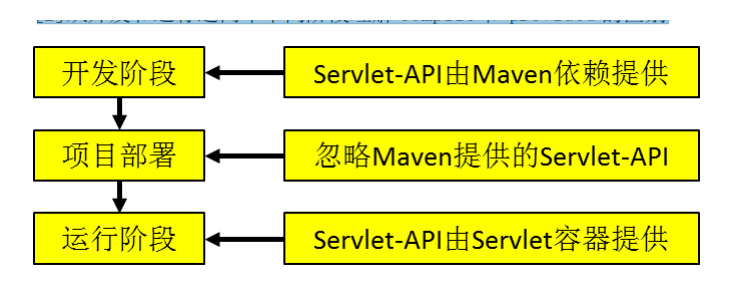 开发阶段
Servlet-API由Maven依赖提供
项目部署
忽略Maven提供的Servlet-API
运行阶段
Servlet-API由Servlet容器提供